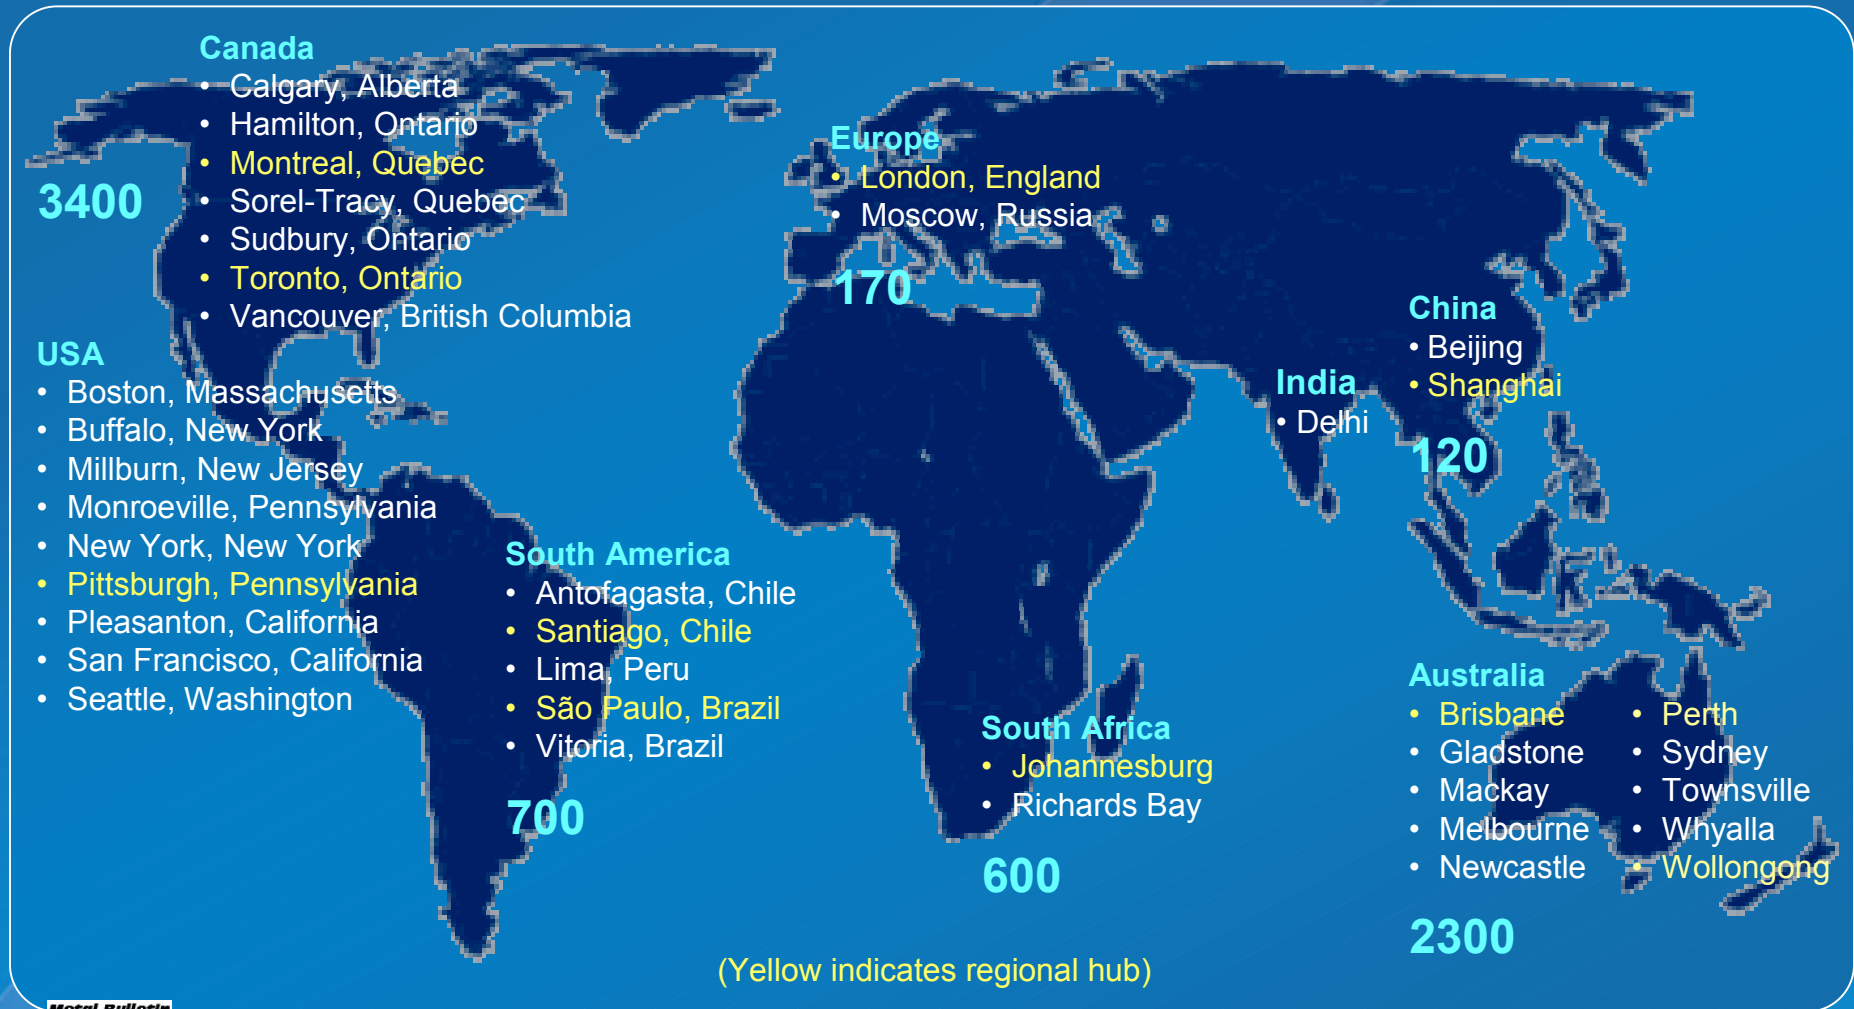 Canada
• Calgary, Alberta
• Hamilton, Ontario
• Montreal, Quebec
• Sorel-Tracy, Quebec
• Sudbury, Ontario
• Toronto, Ontario
• Vancouver, British Columbia
3400
USA
• Boston, Massachusetts
• Buffalo, New York
• Millburn, New Jersey
• Monroeville, Pennsylvania
• New York, New York
• Pittsburgh, Pennsylvania
• Pleasanton, California
• San Francisco, California
• Seattle, Washington
South America
• Antofagasta, Chile
• Santiago, Chile
• Lima, Peru
• São Paulo, Brazil
• Vitoria, Brazil
700
Europe
• London, England
• Moscow, Russia
170
South Africa
• Johannesburg
• Richards Bay
600
India
• Delhi
China
• Beijing
• Shanghai
120
Australia
• Brisbane
• Gladstone
• Mackay
• Melbourne
• Newcastle
• Perth
• Sydney
• Townsville
• Whyalla
• Wollongong
2300
(Yellow indicates regional hub)
Metal Bulletin